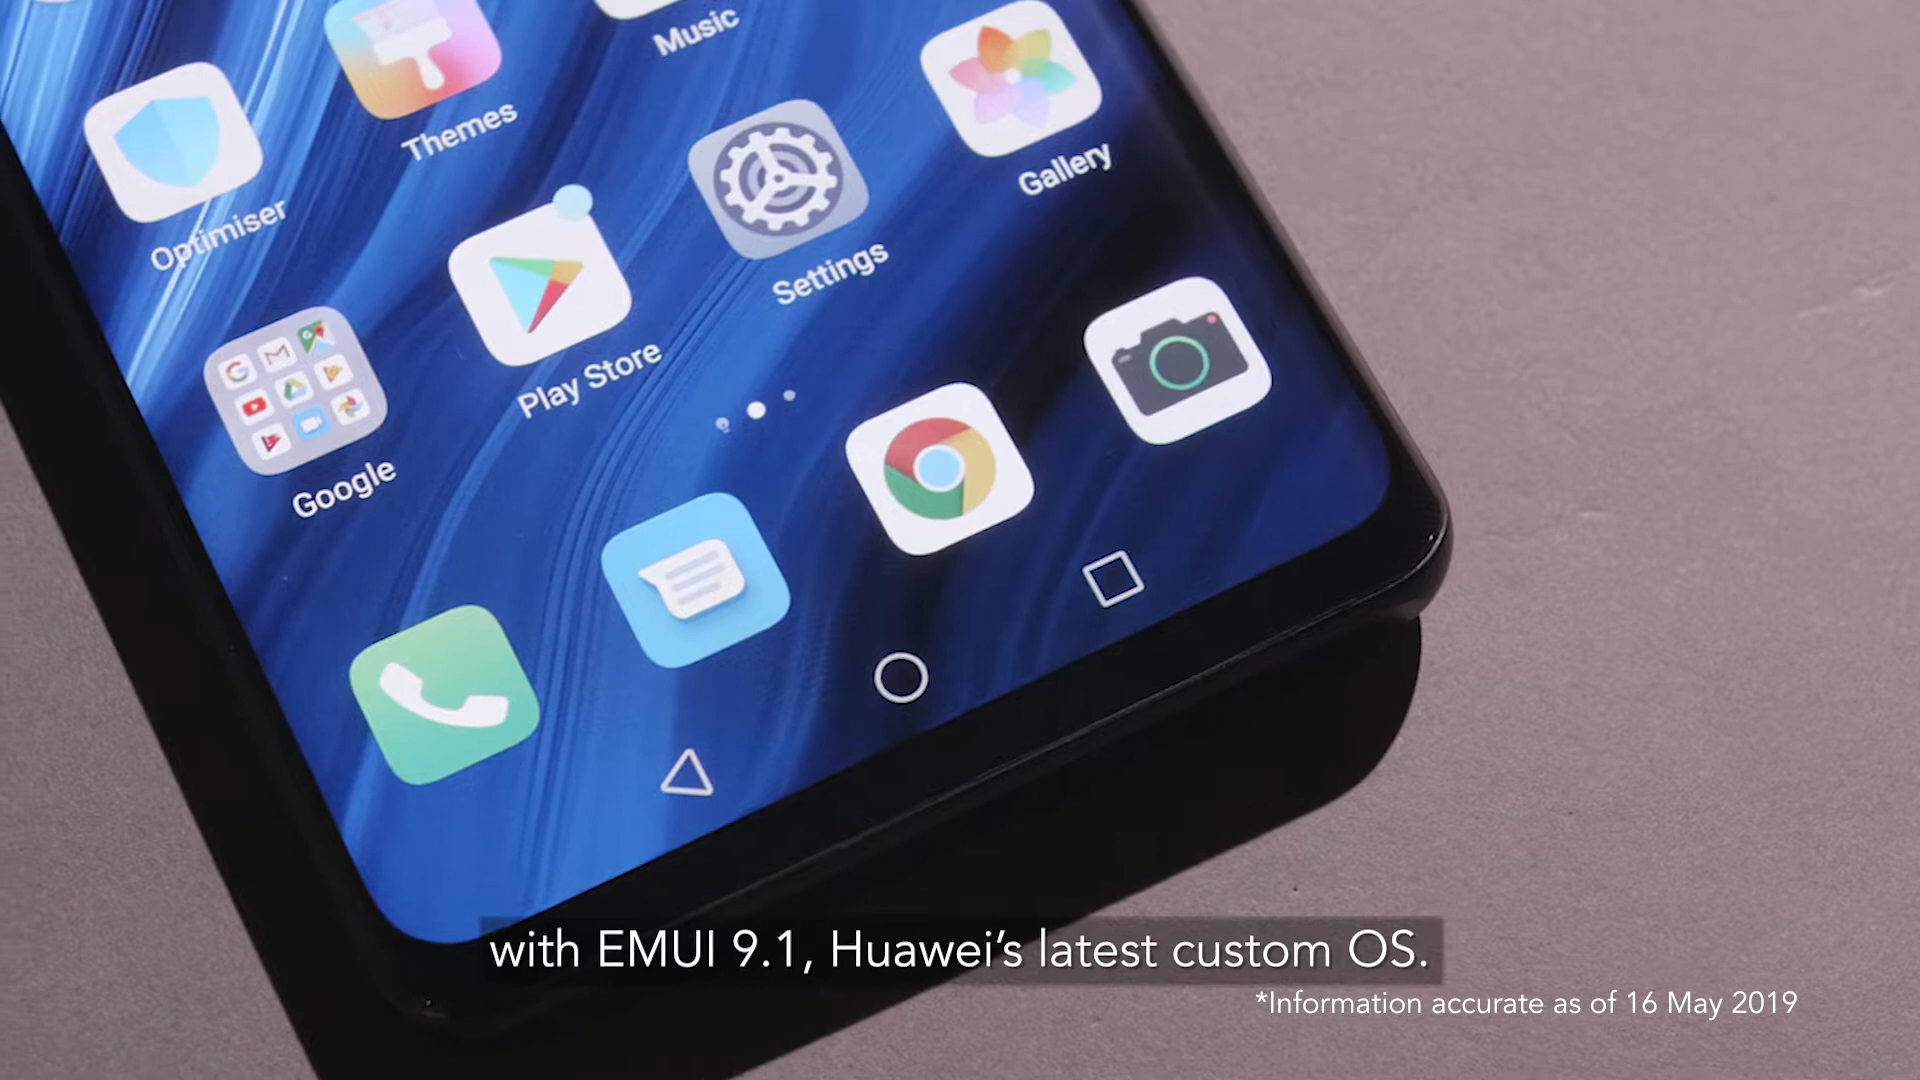 Music
Themes
Gallery
Optimiser
Settings
Play Store
Google
with EMUI 9.1, Huawei’s latest custom OS.
*Information accurate as of 16 May 2019